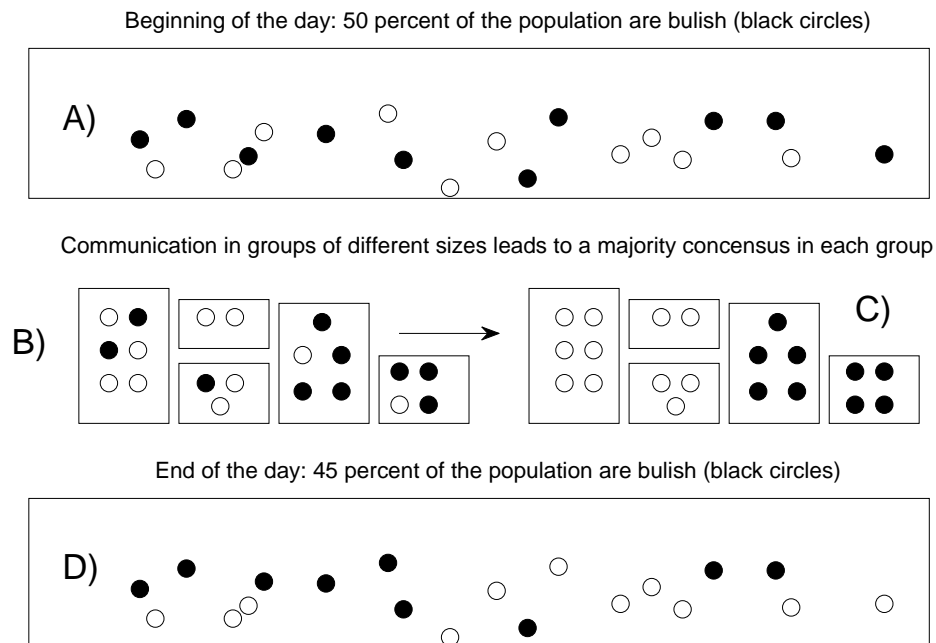 Beginning of the day: 50 percent of the population are bulish (black circles)
A)
Communication in groups of different sizes leads to a majority concensus in each group
B)
C)
End of the day: 45 percent of the population are bulish (black circles)
D)